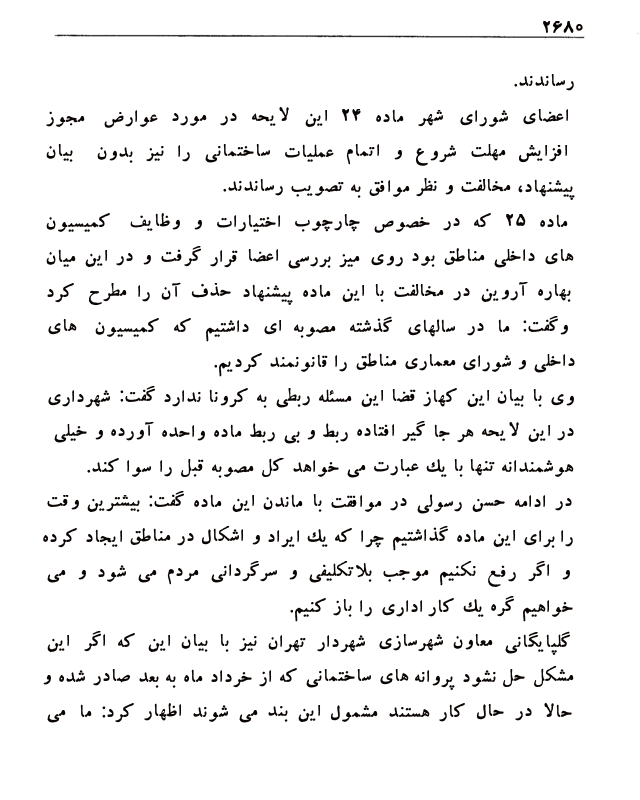 ۲۶۸۰
رساندند.
اعضای شورای شهر ماده ۲۴ این لایحه در مورد عوارض مجوز
افزایش مهلت شروع و اتمام عملیات ساختمانی را نیز بدون بیان
پیشنهاد، مخالفت و نظر موافق به تصویب رساندند.
ماده ۲۵ که در خصوص چارچوب اختیارات و وظایف کمیسیون
های داخلی مناطق بود روی میز بررسی اعضا قرار گرفت و در این میان
بهاره آروین در مخالفت با این ماده پیشنهاد حذف آن را مطرح کرد
وگفت: ما در سالهای گذشته مصوبه ای داشتیم که کمیسیون های
داخلی و شورای معماری مناطق را قانونمند کردیم.
وی با بیان این کهاز قضا این مسئله ربطی به کرونا ندارد گفت: شهرداری
در این لایحه هر جا گیر افتاده ربط و بی ربط ماده واحده آورده و خیلی
هوشمندانه تنها با یك عبارت می خواهد کل مصوبه قبل را سوا کند.
در ادامه حسن رسولی در موافقت با ماندن این ماده گفت: بیشترین وقت
را برای این ماده گذاشتیم چرا که یك ایراد و اشکال در مناطق ایجاد کرده
و اگر رفع نکنیم موجب بلاتکلیفی و سرگردانی مردم می شود و می
خواهیم گره یك کار اداری را باز کنیم.
گلپایگانی معاون شهرسازی شهردار تهران نیز با بیان این که اگر این
مشکل حل نشود پروانه های ساختمانی که از خرداد ماه به بعد صادر شده و
حالا در حال کار هستند مشمول این بند می شوند اظهار کرد: ما می